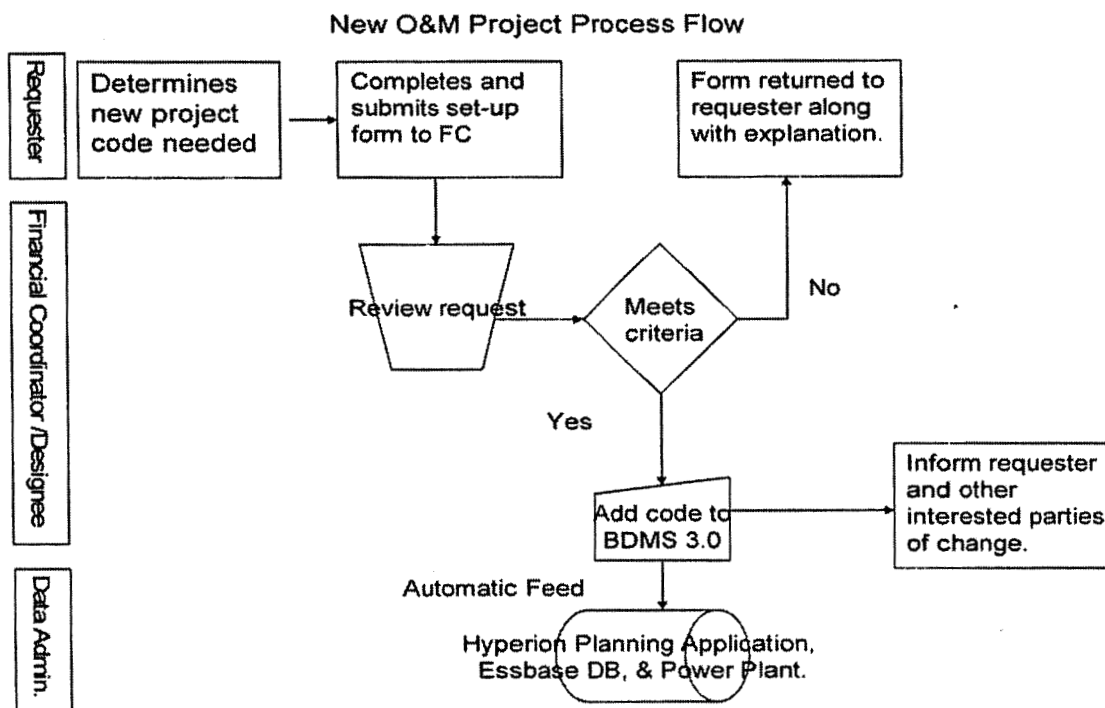 New O&M Project Process Flow
Requester
Determines
new project
code needed
Completes and
submits set-up
form to FC
Form returned to
requester along
with explanation.
Financial Coordinator /Designee
Review request
Meets
criteria
No
Yes
Add code to
BDMS 3.0
Inform requester
and other
interested parties
of change.
Data Admin.
Automatic Feed
Hyperion Planning Application,
Essbase DB, & Power Plant.